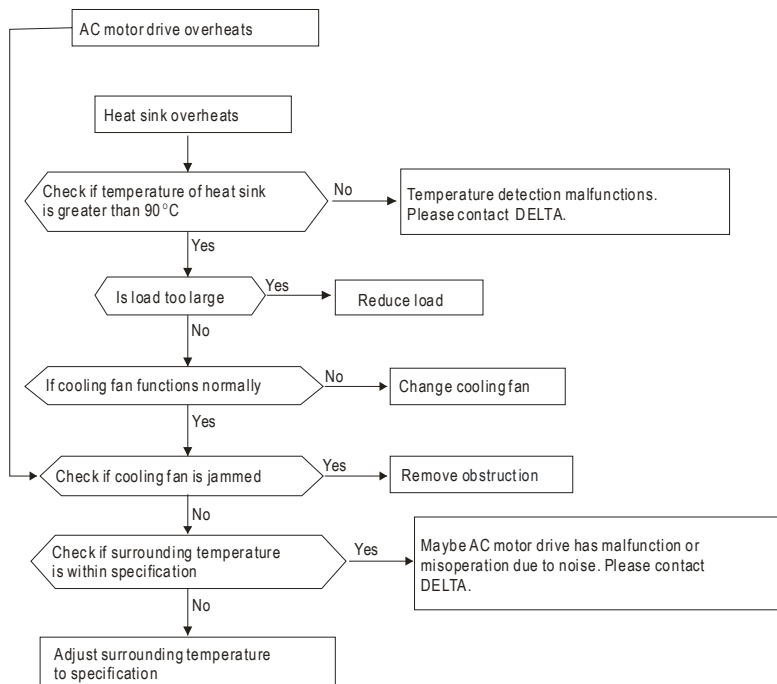 AC motor drive overheats
Heat sink overheats
Check if temperature of heat sink
is greater than 90°C
No
Temperature detection malfunctions.
Please contact DELTA.
Yes
Is load too large
Yes
Reduce load
No
If cooling fan functions normally
No
Change cooling fan
Yes
Check if cooling fan is jammed
Yes
Remove obstruction
No
Check if surrounding temperature
is within specification
Yes
Maybe AC motor drive has malfunction or
misoperation due to noise. Please contact
DELTA.
No
Adjust surrounding temperature
to specification